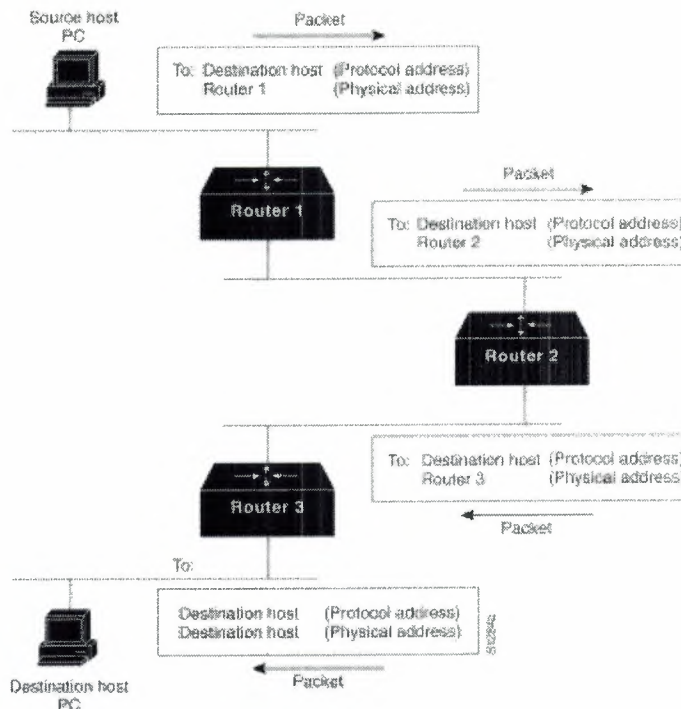 Source host
PC
Packet
To: Destination host (Protocol address)
Router 1 (Physical address)
Router 1
Packet
To: Destination host (Protocol address)
Router 2 (Physical address)
Router 2
To: Destination host (Protocol address)
Router 3 (Physical address)
Packet
Router 3
To:
Destination host (Protocol address)
Destination host (Physical address)
Packet
Destination host
PC